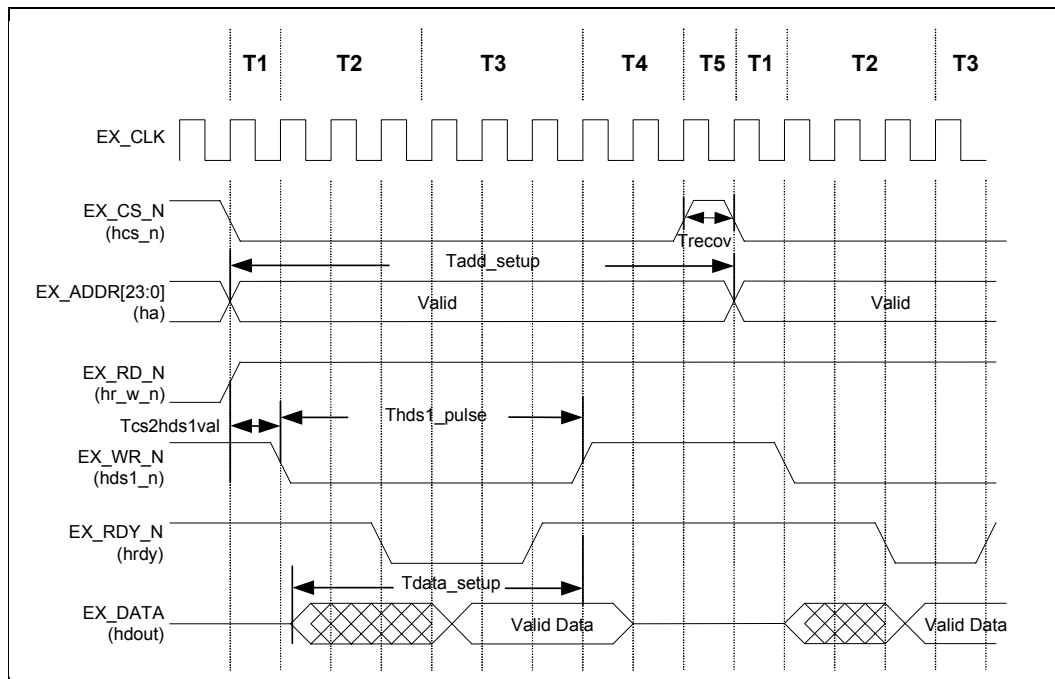 T1 T2 T3 T4 T5 T1 T2 T3
EX_CLK
EX_CS_N
(hcs_n)
Trecov
Tadd_setup
EX_ADDR[23:0]
(ha)
Valid Valid
EX_RD_N
(hr_w_n)
Tcs2hds1val
Thds1_pulse
EX_WR_N
(hds1_n)
EX_RDY_N
(hrdy)
Tdata_setup
EX_DATA
(hdout)
Valid Data Valid Data